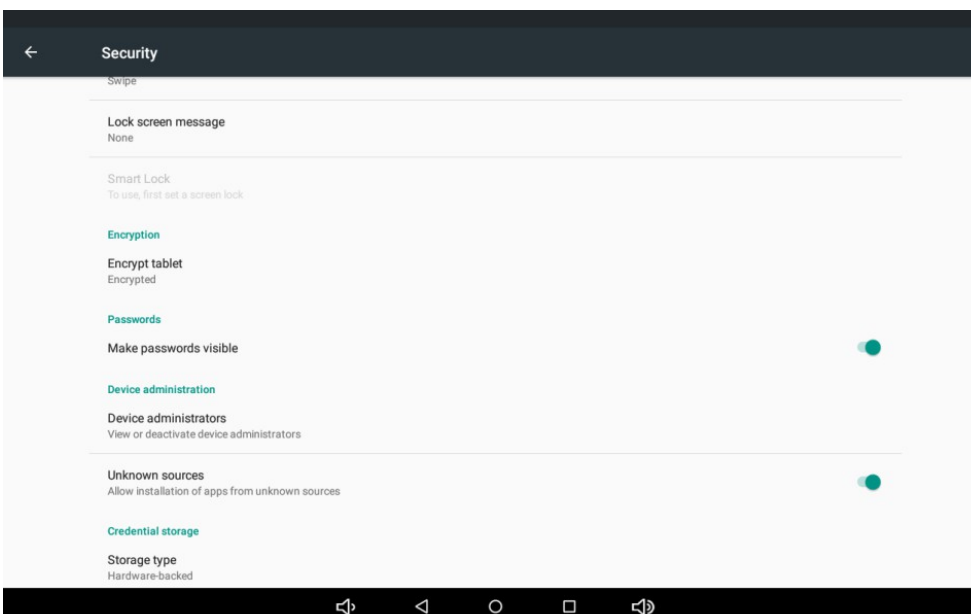 Security
Swipe
Lock screen message
None
Smart Lock
To use, first set a screen lock
Encryption
Encrypt tablet
Encrypted
Passwords
Make passwords visible
Device administration
Device administrators
View or deactivate device administrators
Unknown sources
Allow installation of apps from unknown sources
Credential storage
Storage type
Hardware-backed